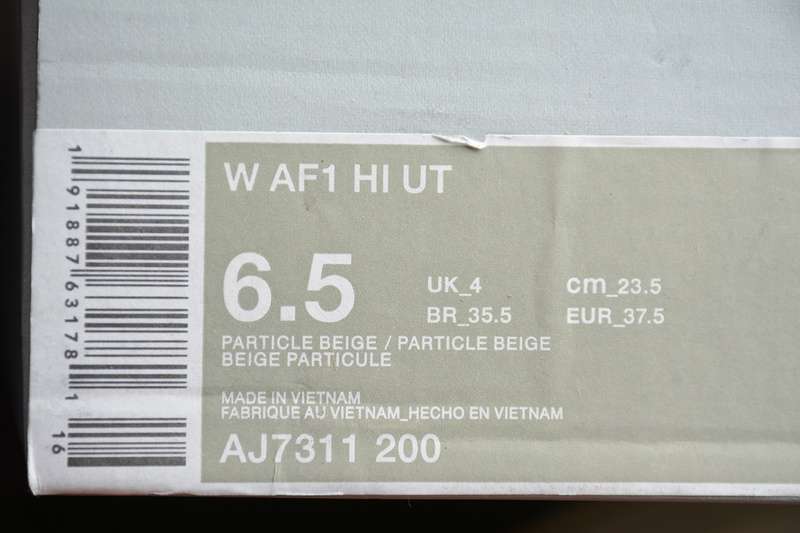 W AF1 HI UT
6.5
UK_4
cm_23.5
BR_35.5
EUR_37.5
PARTICLE BEIGE / PARTICLE BEIGE
BEIGE PARTICULE
MADE IN VIETNAM
FABRIQUE AU VIETNAM_HECHO EN VIETNAM
AJ7311 200
1 91887 63178 1
16